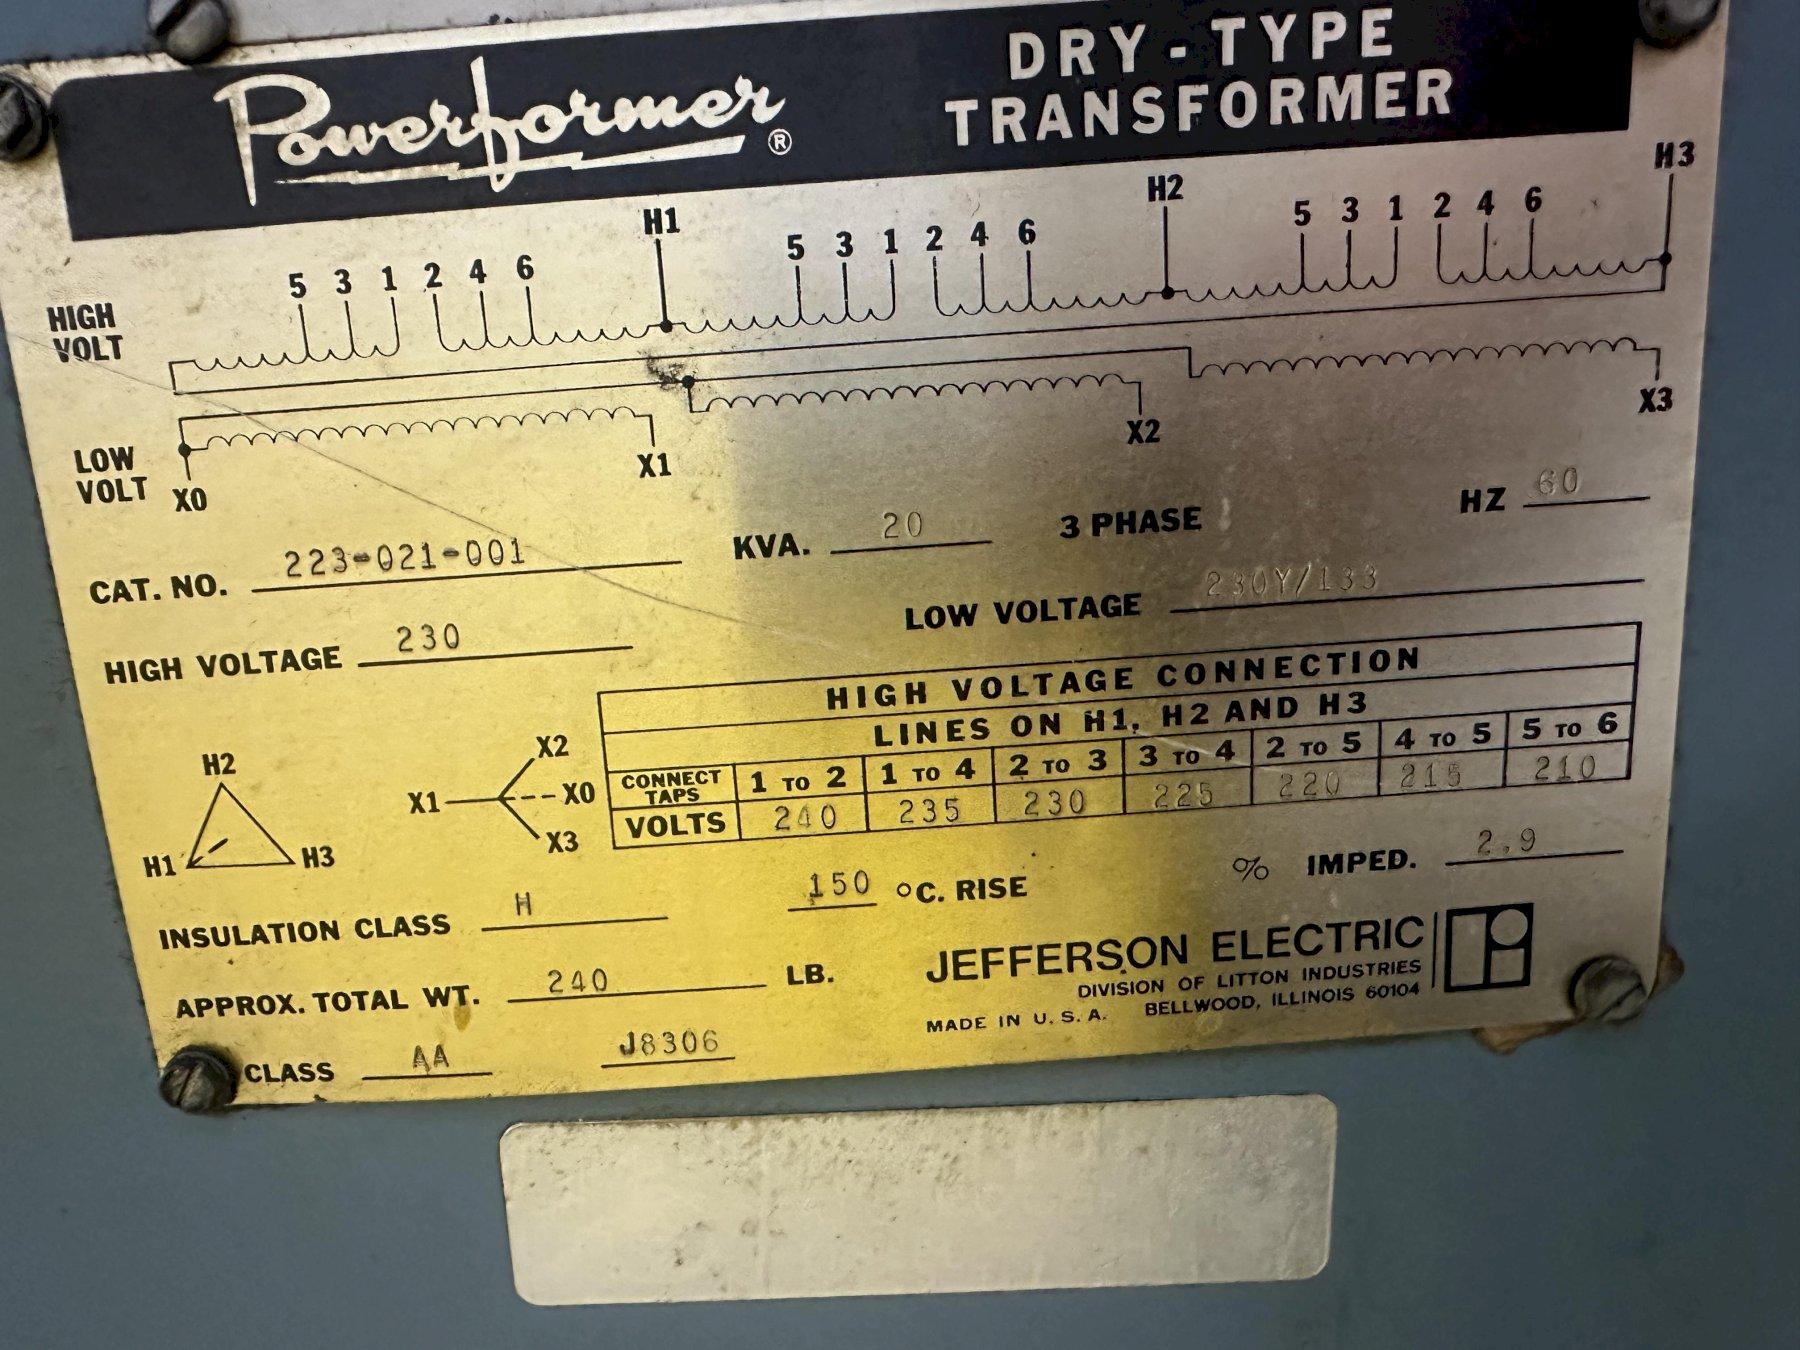 Powerformer ®
DRY-TYPE
TRANSFORMER
H1 H2 H3
5 3 1 2 4 6 5 3 1 2 4 6 5 3 1 2 4 6
HIGH
VOLT
LOW
VOLT
X0 X1 X2 X3
CAT. NO. 223-021-001 KVA. 20 3 PHASE HZ 60
HIGH VOLTAGE 230 LOW VOLTAGE 230Y/133
HIGH VOLTAGE CONNECTION
LINES ON H1, H2 AND H3
CONNECT TAPS 1 TO 2 1 TO 4 2 TO 3 3 TO 4 2 TO 5 4 TO 5 5 TO 6
VOLTS 240 235 230 225 220 215 210
H2
H1 H3
X2
X1 X0
X3
INSULATION CLASS H 150 °C. RISE % IMPED. 2.9
APPROX. TOTAL WT. 240 LB.
CLASS AA J8306
JEFFERSON ELECTRIC
DIVISION OF LITTON INDUSTRIES
MADE IN U.S.A. BELLWOOD, ILLINOIS 60104